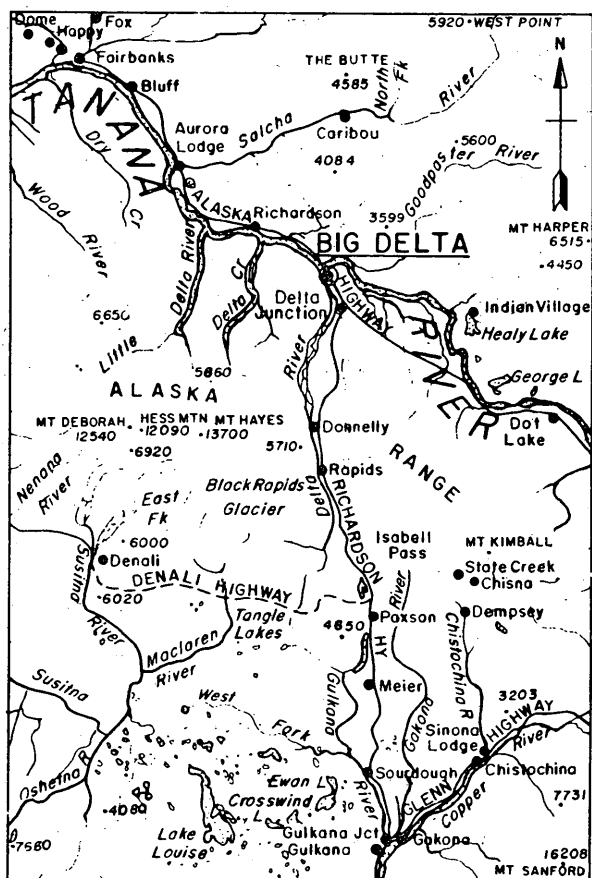 Dome
Fox
Happy
Fairbanks
5920 WEST POINT
N
Bluff
THE BUTTE
4585
North Fk
River
TANANA
Dry Cr
Aurora Lodge
Salcha
Caribou
4084
5600
Goodpaster River
Wood River
ALASKA
Richardson
3599
MT HARPER
6515
4450
BIG DELTA
Little Delta River
Delta Cr
6650
Delta Junction
HIGHWAY
RIVER
Indian Village
Healy Lake
5860
George L
ALASKA
River
Dot Lake
MT DEBORAH
12540
HESS MTN
12090
MT HAYES
13700
6920
5710
Donnelly
Rapids
RANGE
Nenana River
East Fk
Black Rapids Glacier
Delta
RICHARDSON
Isabell Pass
6000
Denali
MT KIMBALL
State Creek
Chisna
Susitna
DENALI HIGHWAY
River
6020
Paxson
Dempsey
River
Tangle Lakes
4650
HY
Maclaren River
Gulkana
Chistochina R
Meier
Susitna
West Fork
Gakona
3203
HIGHWAY
River
Sinona Lodge
Oshetna R
Sourdough
Chistochina
4080
Ewan L
Crosswind L
River
GLENN
Copper
7731
7660
Lake Louise
Gulkana Jct
Gulkana
Gakona
16208
MT SANFORD